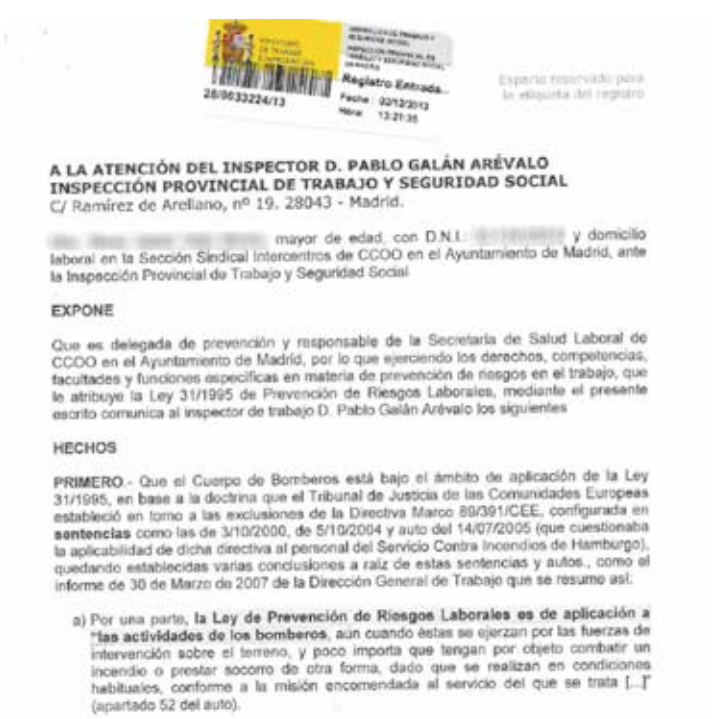 Registro Entrada
28/0033224/13
Fecha: 02/12/2013
Hora: 13:21:35
Espacio reservado para
la etiqueta del registro
A LA ATENCIÓN DEL INSPECTOR D. PABLO GALÁN ARÉVALO
INSPECCIÓN PROVINCIAL DE TRABAJO Y SEGURIDAD SOCIAL
C/ Ramírez de Arellano, nº 19. 28043 - Madrid.
mayor de edad, con D.N.I.: y domicilio
laboral en la Sección Sindical Intercentros de CCOO en el Ayuntamiento de Madrid, ante
la Inspección Provincial de Trabajo y Seguridad Social
EXPONE
Que es delegada de prevención y responsable de la Secretaría de Salud Laboral de
CCOO en el Ayuntamiento de Madrid, por lo que ejerciendo los derechos, competencias,
facultades y funciones especificas en materia de prevención de riesgos en el trabajo, que
le atribuye la Ley 31/1995 de Prevención de Riesgos Laborales, mediante el presente
escrito comunica al inspector de trabajo D. Pablo Galán Arévalo los siguientes
HECHOS
PRIMERO.- Que el Cuerpo de Bomberos está bajo el ámbito de aplicación de la Ley
31/1995, en base a la doctrina que el Tribunal de Justicia de las Comunidades Europeas
estableció en torno a las exclusiones de la Directiva Marco 89/391/CEE, configurada en
sentencias como las de 3/10/2000, de 5/10/2004 y auto del 14/07/2005 (que cuestionaba
la aplicabilidad de dicha directiva al personal del Servicio Contra Incendios de Hamburgo),
quedando establecidas varias conclusiones a raíz de estas sentencias y autos., como el
informe de 30 de Marzo de 2007 de la Dirección General de Trabajo que se resume así:
a) Por una parte, la Ley de Prevención de Riesgos Laborales es de aplicación a
"las actividades de los bomberos, aún cuando éstas se ejerzan por las fuerzas de
intervención sobre el terreno, y poco importa que tengan por objeto combatir un
incendio o prestar socorro de otra forma, dado que se realizan en condiciones
habituales, conforme a la misión encomendada al servicio del que se trata [...]"
(apartado 52 del auto).